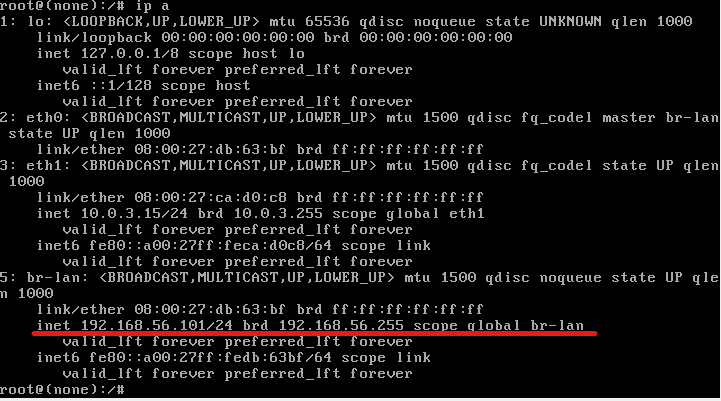 root@(none):/# ip a
1: lo: <LOOPBACK,UP,LOWER_UP> mtu 65536 qdisc noqueue state UNKNOWN qlen 1000
link/loopback 00:00:00:00:00:00 brd 00:00:00:00:00:00
inet 127.0.0.1/8 scope host lo
valid_lft forever preferred_lft forever
inet6 ::1/128 scope host
valid_lft forever preferred_lft forever
2: eth0: <BROADCAST,MULTICAST,UP,LOWER_UP> mtu 1500 qdisc fq_codel master br-lan
state UP qlen 1000
link/ether 08:00:27:db:63:bf brd ff:ff:ff:ff:ff:ff
3: eth1: <BROADCAST,MULTICAST,UP,LOWER_UP> mtu 1500 qdisc fq_codel state UP qlen
1000
link/ether 08:00:27:ca:d0:c8 brd ff:ff:ff:ff:ff:ff
inet 10.0.3.15/24 brd 10.0.3.255 scope global eth1
valid_lft forever preferred_lft forever
inet6 fe80::a00:27ff:feca:d0c8/64 scope link
valid_lft forever preferred_lft forever
5: br-lan: <BROADCAST,MULTICAST,UP,LOWER_UP> mtu 1500 qdisc noqueue state UP qle
n 1000
link/ether 08:00:27:db:63:bf brd ff:ff:ff:ff:ff:ff
inet 192.168.56.101/24 brd 192.168.56.255 scope global br-lan
valid_lft forever preferred_lft forever
inet6 fe80::a00:27ff:fedb:63bf/64 scope link
valid_lft forever preferred_lft forever
root@(none):/#